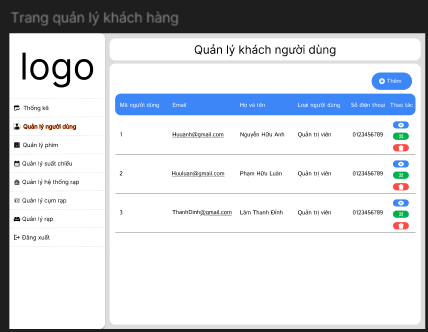 Trang quản lý khách hàng
logo
Quản lý khách người dùng
Thống kê
Quản lý người dùng
Quản lý phim
Quản lý suất chiếu
Quản lý hệ thống rạp
Quản lý cụm rạp
Quản lý rạp
Đăng xuất
Thêm
Mã người dùng Email Họ và tên Loại người dùng Số điện thoại Thao tác
1 Huuanh@gmail.com Nguyễn Hữu Anh Quản trị viên 0123456789
2 Huuluan@gmail.com Phạm Hữu Luân Quản trị viên 0123456789
3 ThanhDinh@gmail.com Lâm Thanh Đỉnh Quản trị viên 0123456789